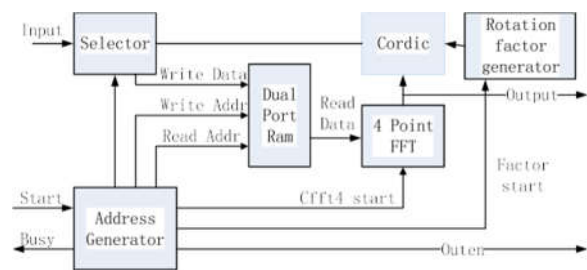 Input
Selector
Cordic
Rotation
factor
generator
Write Data
Write Addr
Read Addr
Dual
Port
Ram
Read
Data
4 Point
FFT
Output
Factor
start
Start
Address
Generator
Cfft4 start
Busy
Outen